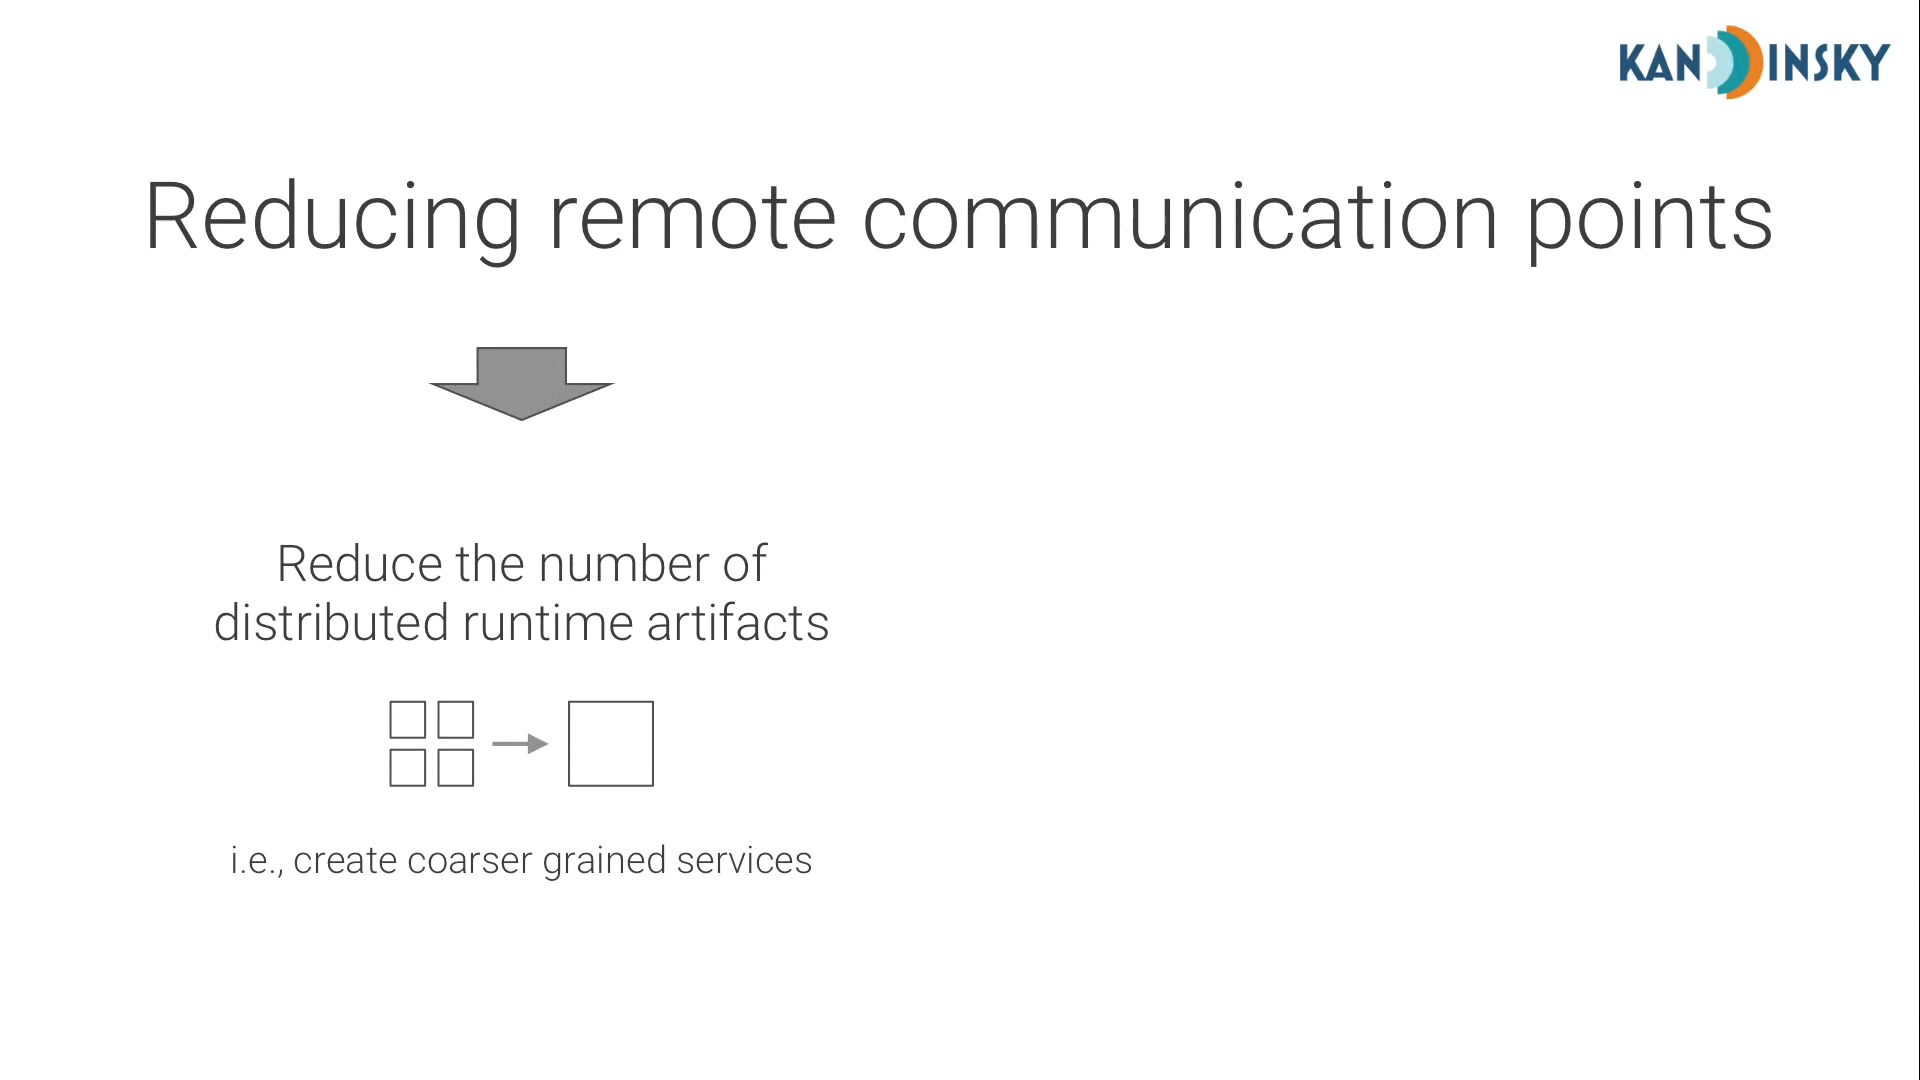 KANDINSKY
Reducing remote communication points
Reduce the number of
distributed runtime artifacts
i.e., create coarser grained services